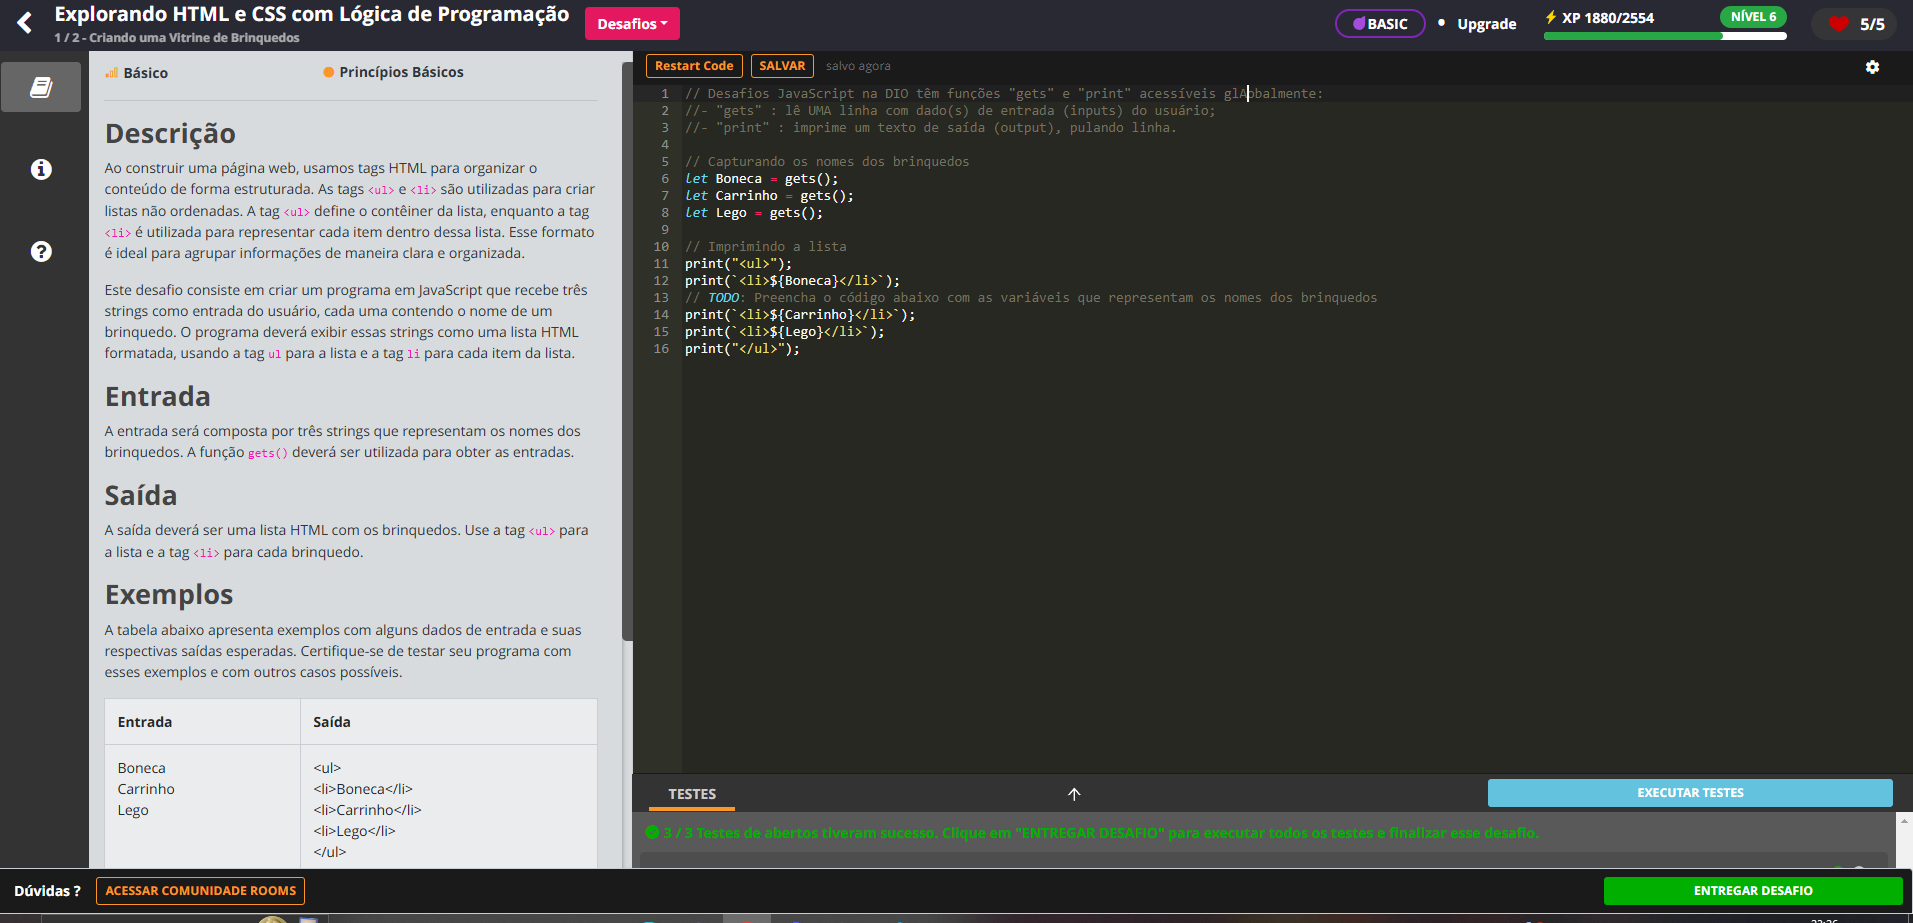 Explorando HTML e CSS com Lógica de Programação
Desafios
1 / 2 - Criando uma Vitrine de Brinquedos
BASIC
• Upgrade
XP 1880/2554
NÍVEL 6
5/5
Básico
Princípios Básicos
Descrição
Ao construir uma página web, usamos tags HTML para organizar o
conteúdo de forma estruturada. As tags <ul> e <li> são utilizadas para criar
listas não ordenadas. A tag <ul> define o contêiner da lista, enquanto a tag
<li> é utilizada para representar cada item dentro dessa lista. Esse formato
é ideal para agrupar informações de maneira clara e organizada.
Este desafio consiste em criar um programa em JavaScript que recebe três
strings como entrada do usuário, cada uma contendo o nome de um
brinquedo. O programa deverá exibir essas strings como uma lista HTML
formatada, usando a tag ul para a lista e a tag li para cada item da lista.
Entrada
A entrada será composta por três strings que representam os nomes dos
brinquedos. A função gets() deverá ser utilizada para obter as entradas.
Saída
A saída deverá ser uma lista HTML com os brinquedos. Use a tag <ul> para
a lista e a tag <li> para cada brinquedo.
Exemplos
A tabela abaixo apresenta exemplos com alguns dados de entrada e suas
respectivas saídas esperadas. Certifique-se de testar seu programa com
esses exemplos e com outros casos possíveis.
Entrada
Saída
Boneca
Carrinho
Lego
<ul>
<li>Boneca</li>
<li>Carrinho</li>
<li>Lego</li>
</ul>
Restart Code
SALVAR
salvo agora
1 // Desafios JavaScript na DIO têm funções "gets" e "print" acessíveis glAobalmente:
2 //- "gets" : lê UMA linha com dado(s) de entrada (inputs) do usuário;
3 //- "print" : imprime um texto de saída (output), pulando linha.
4
5 // Capturando os nomes dos brinquedos
6 let Boneca = gets();
7 let Carrinho = gets();
8 let Lego = gets();
9
10 // Imprimindo a lista
11 print("<ul>");
12 print(`<li>${Boneca}</li>`);
13 // TODO: Preencha o código abaixo com as variáveis que representam os nomes dos brinquedos
14 print(`<li>${Carrinho}</li>`);
15 print(`<li>${Lego}</li>`);
16 print("</ul>");
TESTES
EXECUTAR TESTES
3 / 3 Testes de abertos tiveram sucesso. Clique em "ENTREGAR DESAFIO" para executar todos os testes e finalizar esse desafio.
Dúvidas ?
ACESSAR COMUNIDADE ROOMS
ENTREGAR DESAFIO